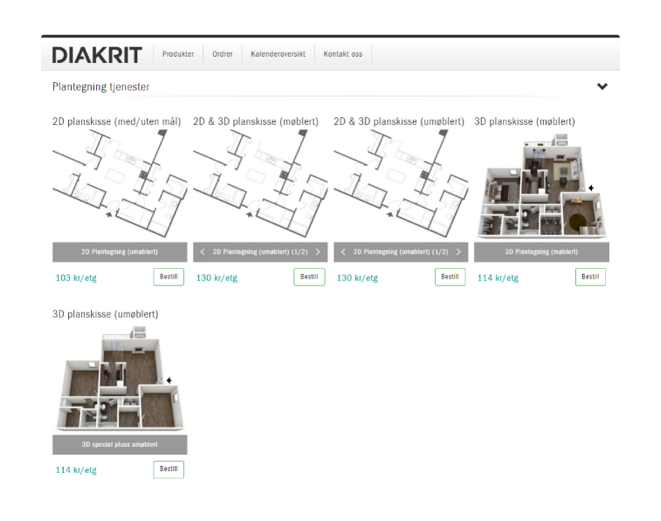 DIAKRIT
Produkter
Ordrer
Kalenderoversikt
Kontakt oss
Plantegning tjenester
2D planskisse (med/uten mål)
2D & 3D planskisse (møblert)
2D & 3D planskisse (umøblert)
3D planskisse (møblert)
2D Plantegning (umøblert)
2D Plantegning (umøblert) (1/2)
2D Plantegning (umøblert) (1/2)
3D Plantegning (møblert)
103 kr/etg
Bestill
130 kr/etg
Bestill
130 kr/etg
Bestill
114 kr/etg
Bestill
3D planskisse (umøblert)
3D special pluss umøblert
114 kr/etg
Bestill